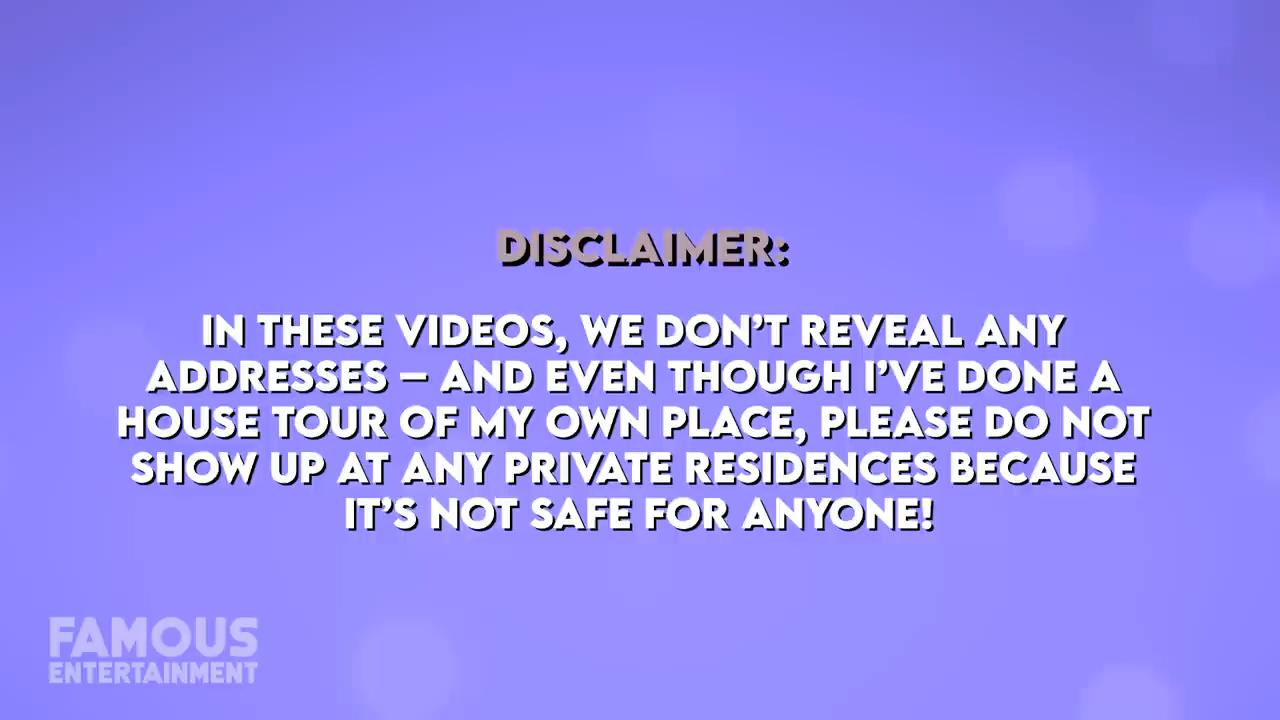 DISCLAIMER:
IN THESE VIDEOS, WE DON'T REVEAL ANY
ADDRESSES – AND EVEN THOUGH I'VE DONE A
HOUSE TOUR OF MY OWN PLACE, PLEASE DO NOT
SHOW UP AT ANY PRIVATE RESIDENCES BECAUSE
IT'S NOT SAFE FOR ANYONE!
FAMOUS
ENTERTAINMENT